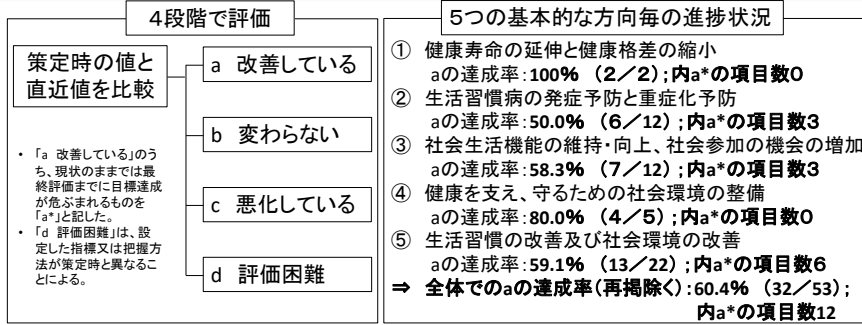 4段階で評価
策定時の値と
直近値を比較
a 改善している
b 変わらない
c 悪化している
d 評価困難
・「a 改善している」のう
ち、現状のままでは最
終評価までに目標達成
が危ぶまれるものを
「a*」と記した。
・「d 評価困難」は、設
定した指標又は把握方
法が策定時と異なるこ
とによる。
5つの基本的な方向毎の進捗状況
① 健康寿命の延伸と健康格差の縮小
aの達成率:100% (2/2);内a*の項目数0
② 生活習慣病の発症予防と重症化予防
aの達成率:50.0% (6/12);内a*の項目数3
③ 社会生活機能の維持・向上、社会参加の機会の増加
aの達成率:58.3% (7/12);内a*の項目数3
④ 健康を支え、守るための社会環境の整備
aの達成率:80.0% (4/5);内a*の項目数0
⑤ 生活習慣の改善及び社会環境の改善
aの達成率:59.1% (13/22);内a*の項目数6
⇒ 全体でのaの達成率(再掲除く):60.4% (32/53);
内a*の項目数12